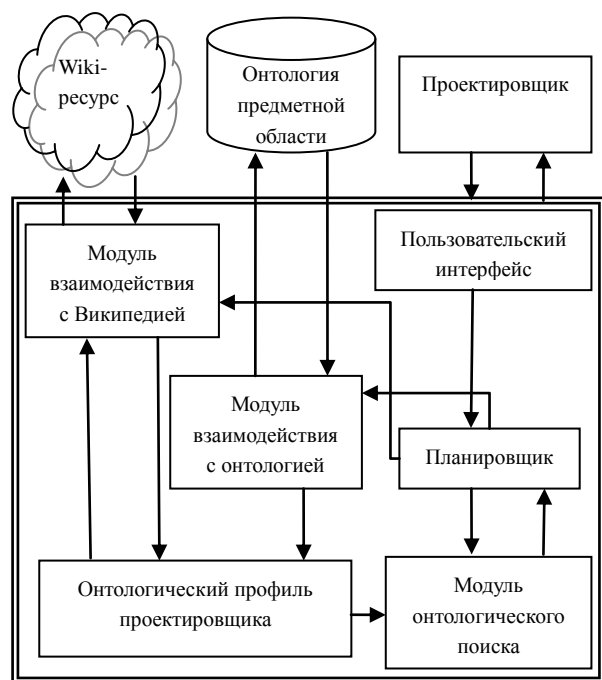 Wiki-
ресурс
Онтология
предметной
области
Проектировщик
Модуль
взаимодействия
с Википедией
Пользовательский
интерфейс
Модуль
взаимодействия
с онтологией
Планировщик
Онтологический профиль
проектировщика
Модуль
онтологического
поиска